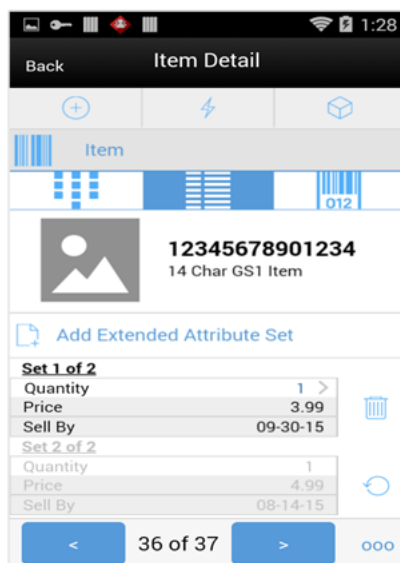 1:28
Back
Item Detail
Item
012
12345678901234
14 Char GS1 Item
Add Extended Attribute Set
Set 1 of 2
Quantity 1 >
Price 3.99
Sell By 09-30-15
Set 2 of 2
Quantity 1
Price 4.99
Sell By 08-14-15
< 36 of 37 > ooo